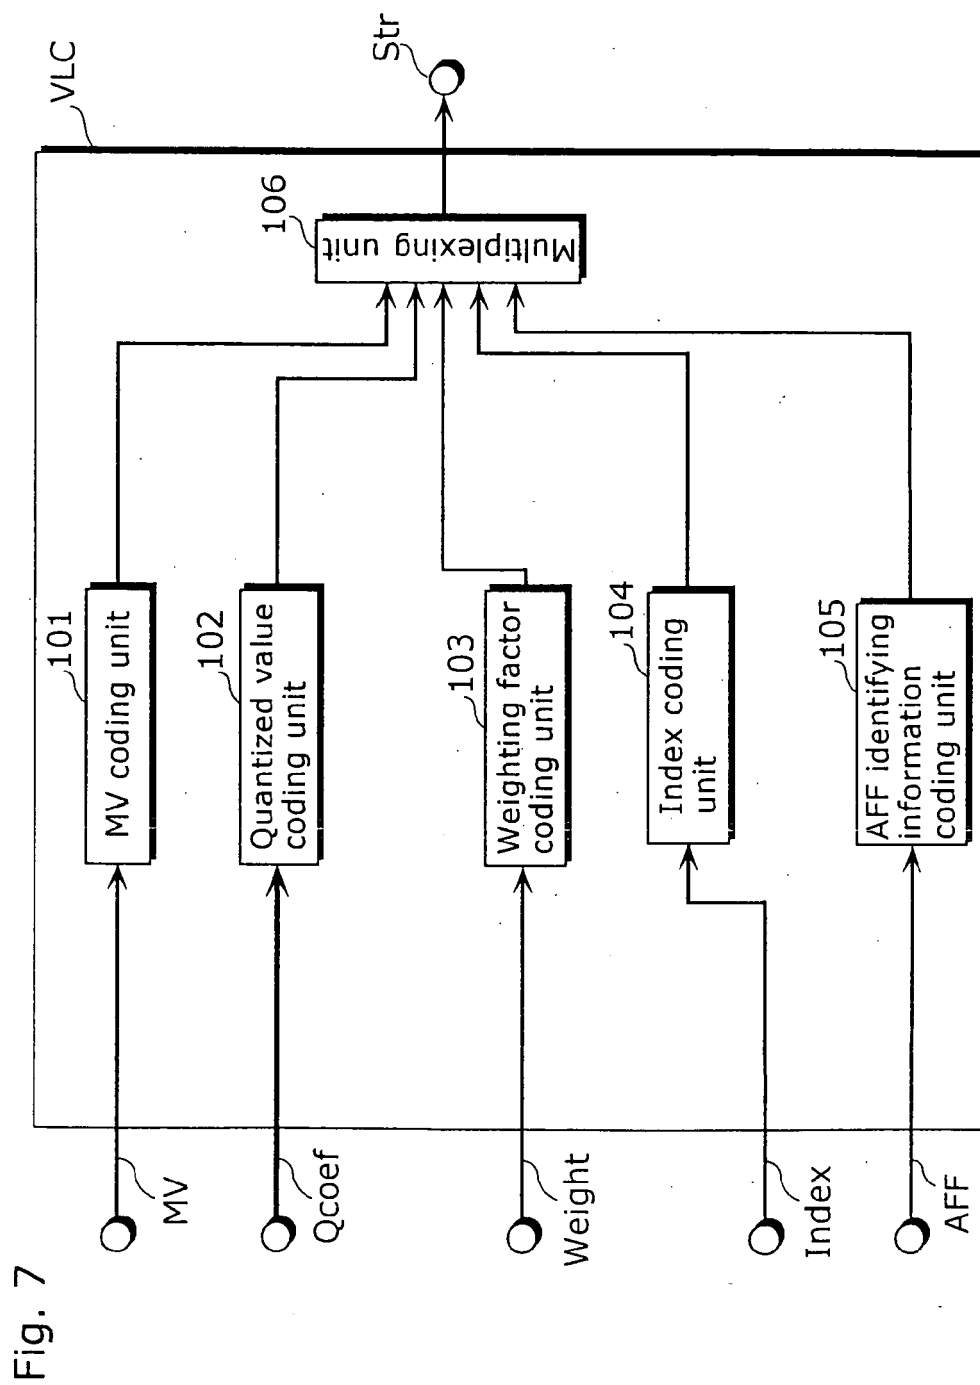 Fig. 7
VLC
MV
101
MV coding unit
Qcoef
102
Quantized value
coding unit
Weight
103
Weighting factor
coding unit
Index
104
Index coding
unit
AFF
105
AFF identifying
information
coding unit
106
Multiplexing
unit
Str